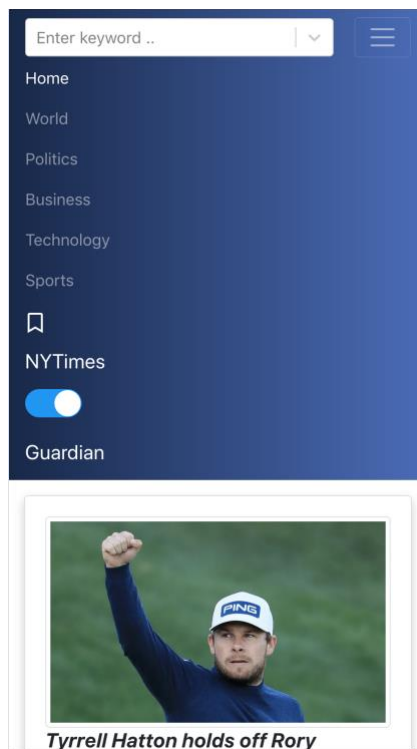 Enter keyword ..
Home
World
Politics
Business
Technology
Sports
NYTimes
Guardian
PING
Tyrrell Hatton holds off Rory